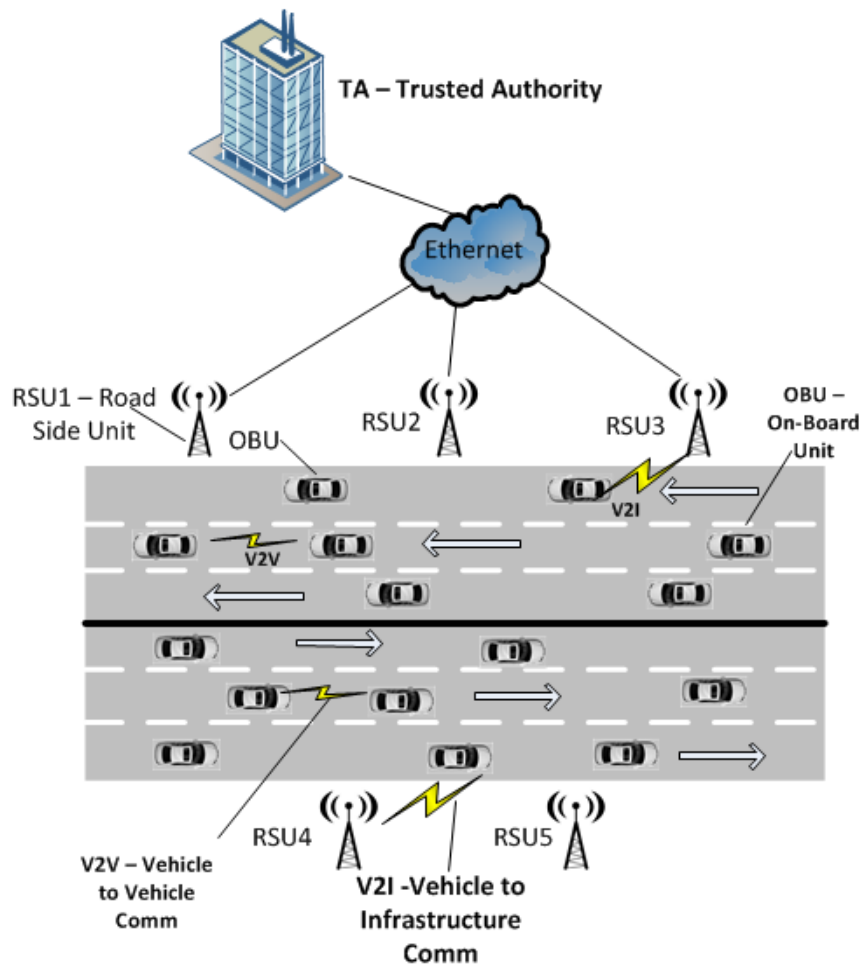 TA – Trusted Authority
Ethernet
RSU1 – Road
Side Unit
OBU
RSU2
RSU3
OBU –
On-Board
Unit
V2I
V2V
RSU4
RSU5
V2V – Vehicle
to Vehicle
Comm
V2I -Vehicle to
Infrastructure
Comm